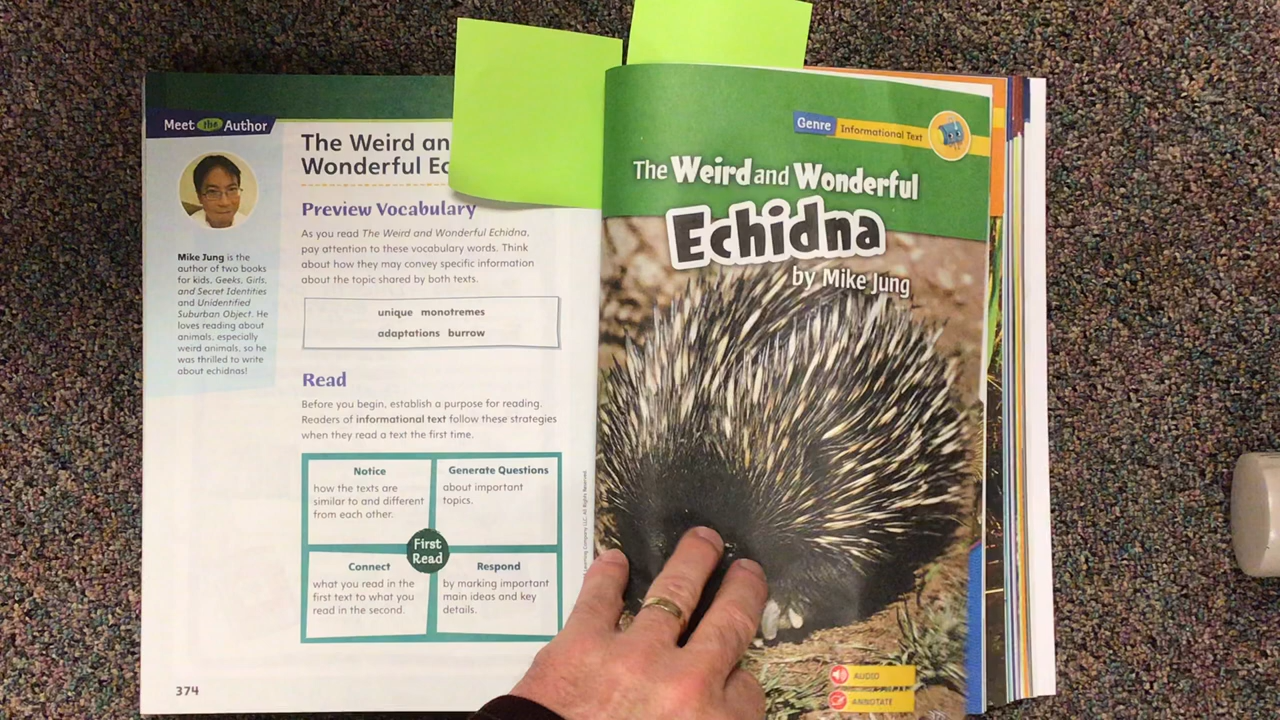 Meet the Author
Mike Jung is the
author of two books
for kids, Geeks, Girls,
and Secret Identities
and Unidentified
Suburban Object. He
loves reading about
animals, especially
weird animals, so he
was thrilled to write
about echidnas!
The Weird an
Wonderful Ec
Preview Vocabulary
As you read The Weird and Wonderful Echidna,
pay attention to these vocabulary words. Think
about how they may convey specific information
about the topic shared by both texts.
unique monotremes
adaptations burrow
Read
Before you begin, establish a purpose for reading.
Readers of informational text follow these strategies
when they read a text the first time.
Notice
how the texts are
similar to and different
from each other.
Generate Questions
about important
topics.
First
Read
Connect
what you read in the
first text to what you
read in the second.
Respond
by marking important
main ideas and key
details.
374
Learning Company LLC. All Rights Reserved.
Genre Informational Text
The Weird and Wonderful
Echidna
by Mike Jung
AUDIO
ANNOTATE